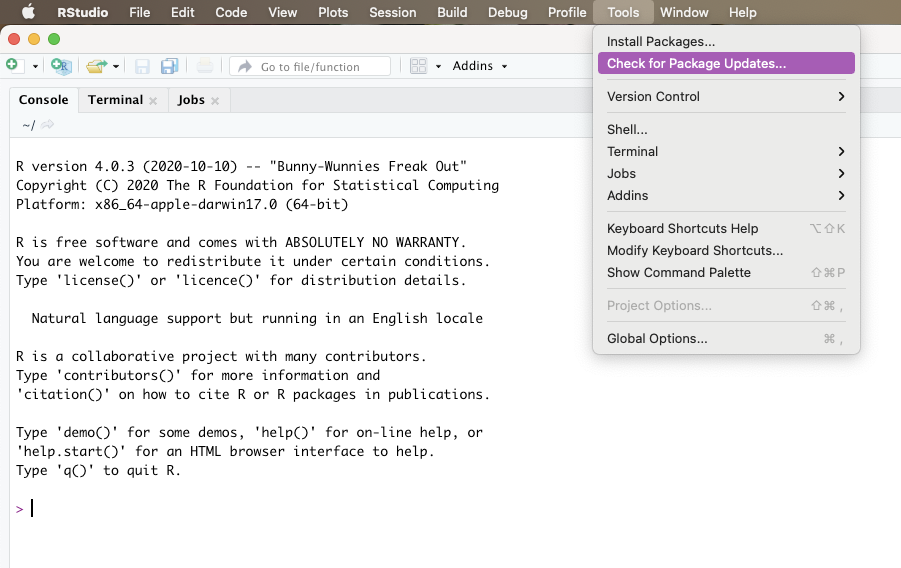 RStudio File Edit Code View Plots Session Build Debug Profile Tools Window Help
Go to file/function Addins
Console Terminal Jobs
~/
R version 4.0.3 (2020-10-10) -- "Bunny-Wunnies Freak Out"
Copyright (C) 2020 The R Foundation for Statistical Computing
Platform: x86_64-apple-darwin17.0 (64-bit)
R is free software and comes with ABSOLUTELY NO WARRANTY.
You are welcome to redistribute it under certain conditions.
Type 'license()' or 'licence()' for distribution details.
Natural language support but running in an English locale
R is a collaborative project with many contributors.
Type 'contributors()' for more information and
'citation()' on how to cite R or R packages in publications.
Type 'demo()' for some demos, 'help()' for on-line help, or
'help.start()' for an HTML browser interface to help.
Type 'q()' to quit R.
>
Install Packages...
Check for Package Updates...
Version Control
Shell...
Terminal
Jobs
Addins
Keyboard Shortcuts Help ⌥⇧K
Modify Keyboard Shortcuts...
Show Command Palette ⇧⌘P
Project Options... ⇧⌘,
Global Options... ⌘,